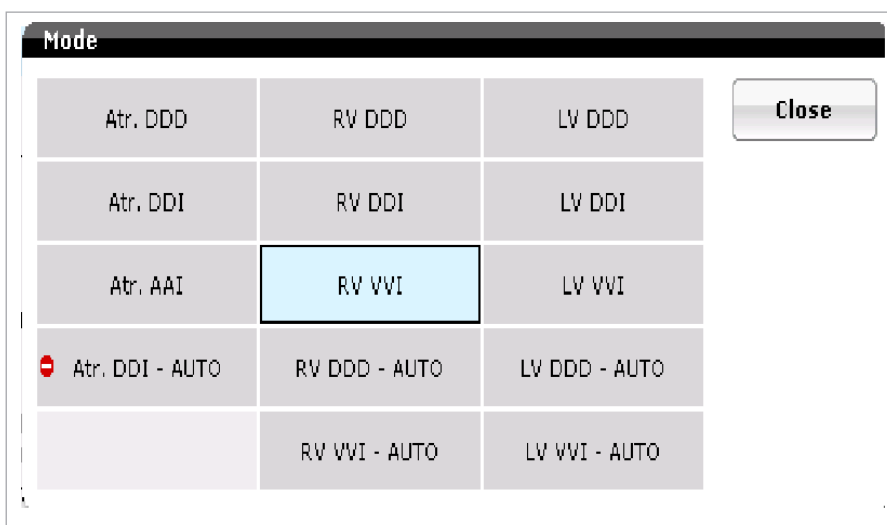 Mode
Atr. DDD RV DDD LV DDD Close
Atr. DDI RV DDI LV DDI
Atr. AAI RV VVI LV VVI
Atr. DDI - AUTO RV DDD - AUTO LV DDD - AUTO
RV VVI - AUTO LV VVI - AUTO